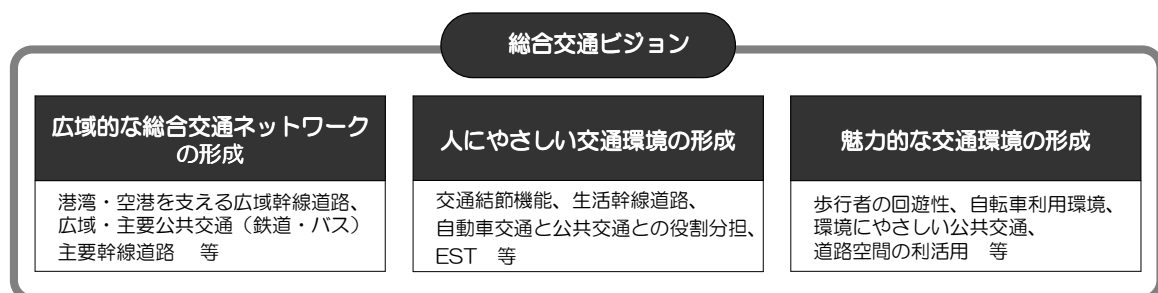 総合交通ビジョン
広域的な総合交通ネットワーク
の形成
港湾・空港を支える広域幹線道路、
広域・主要公共交通（鉄道・バス）
主要幹線道路　等
人にやさしい交通環境の形成
交通結節機能、生活幹線道路、
自動車交通と公共交通との役割分担、
EST　等
魅力的な交通環境の形成
歩行者の回遊性、自転車利用環境、
環境にやさしい公共交通、
道路空間の利活用　等